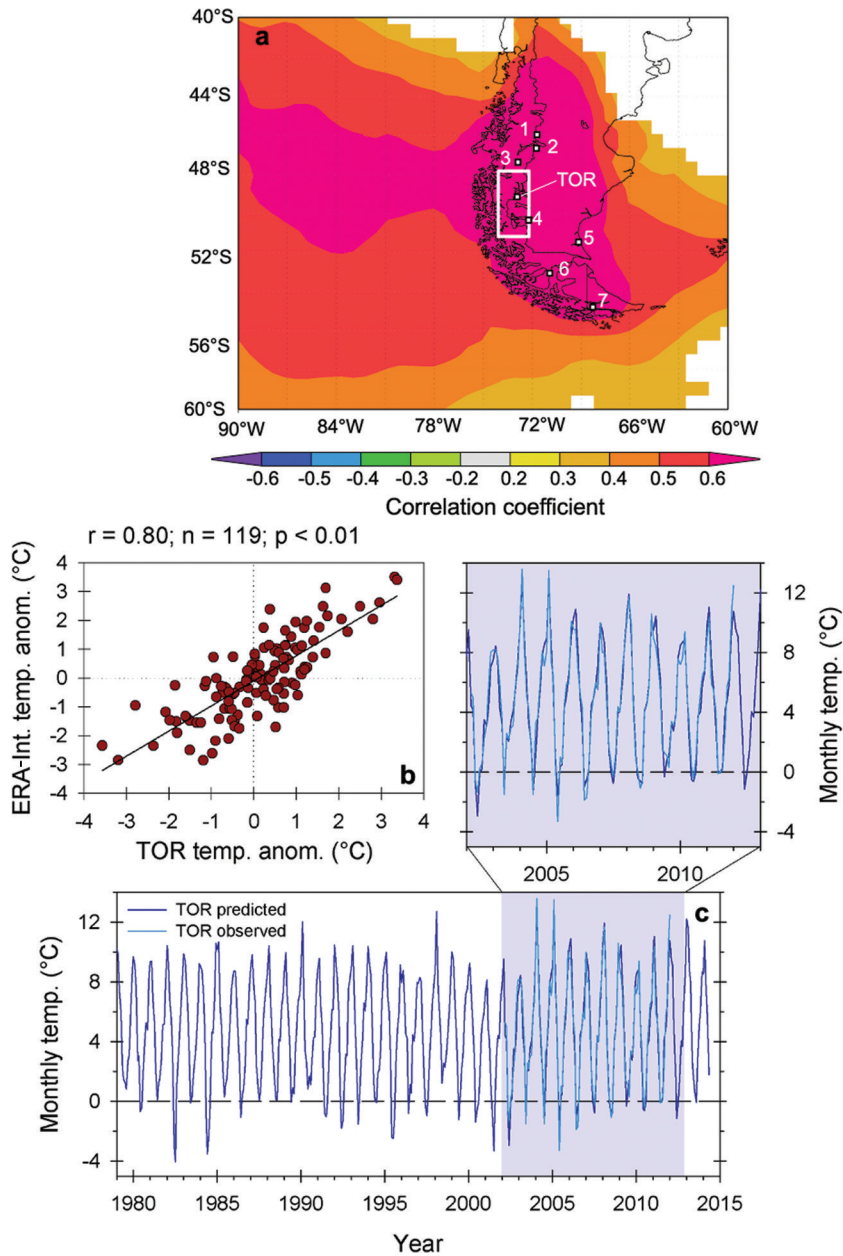 40°S
a
44°S
1
2
48°S
3
TOR
4
5
52°S
6
7
56°S
60°S
90°W 84°W 78°W 72°W 66°W 60°W
-0.6 -0.5 -0.4 -0.3 -0.2 0.2 0.3 0.4 0.5 0.6
Correlation coefficient
r = 0.80; n = 119; p < 0.01
ERA-Int. temp. anom. (°C)
4
3
2
1
0
-1
-2
-3
-4
b
-4 -3 -2 -1 0 1 2 3 4
TOR temp. anom. (°C)
12
8
4
0
-4
Monthly temp. (°C)
2005 2010
TOR predicted
TOR observed
c
Monthly temp. (°C)
12
8
4
0
-4
1980 1985 1990 1995 2000 2005 2010 2015
Year